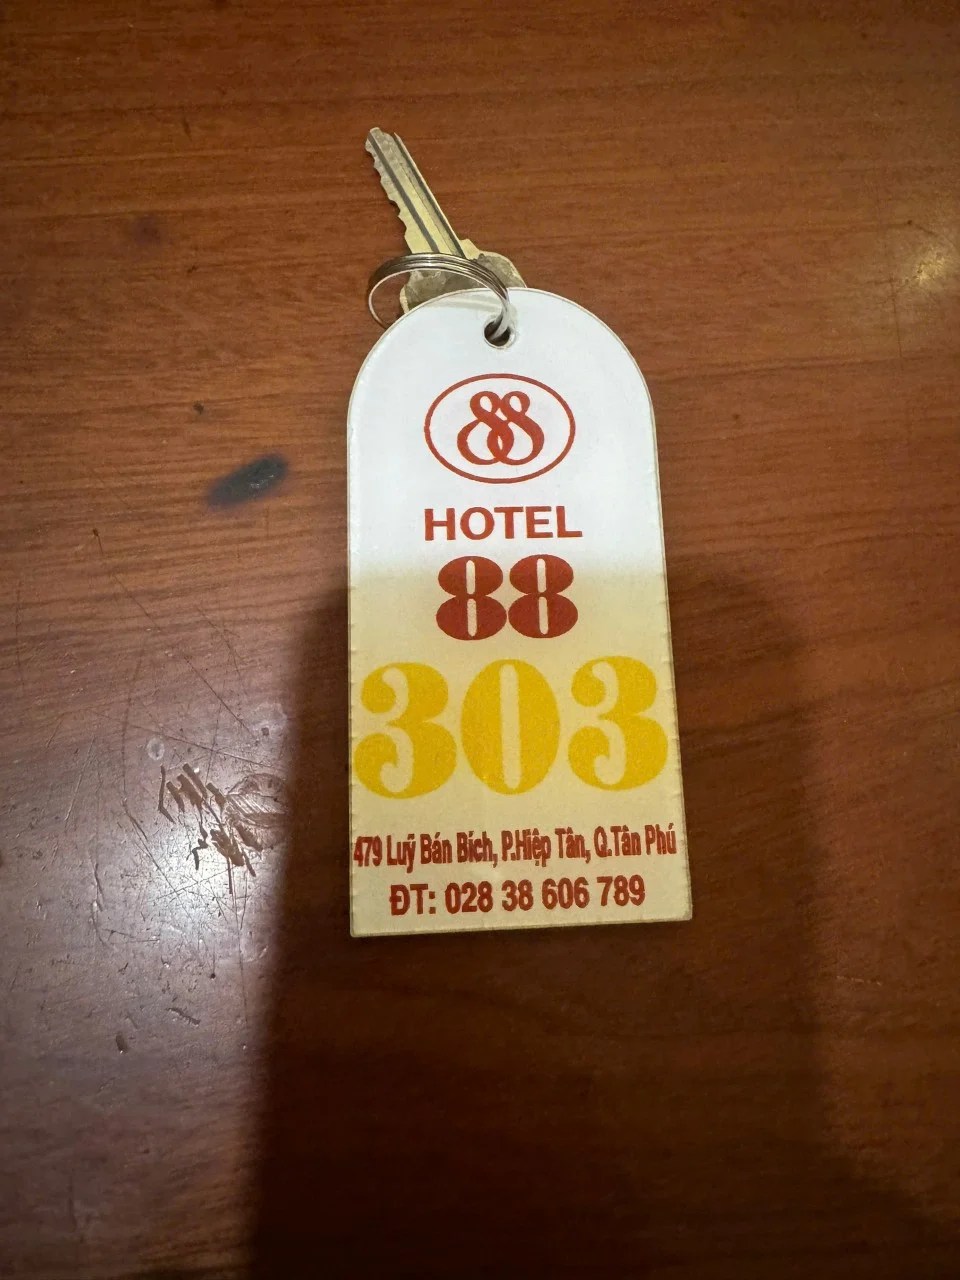 88
HOTEL
88
303
479 Luỹ Bán Bích, P.Hiệp Tân, Q.Tân Phú
ĐT: 028 38 606 789